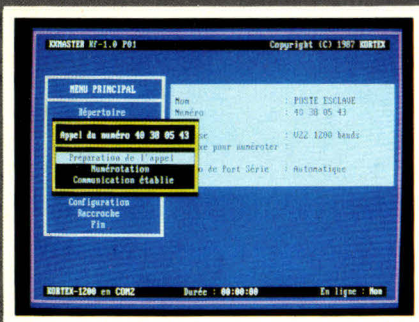 KXMASTER Kf-1.0 P01 Copyright (C) 1987 KORTEX
MENU PRINCIPAL
Répertoire
Nom : POSTE ESCLAVE
Numéro : 40 38 05 43
Appel du numéro 40 38 05 43
: V22 1200 bauds
pour numéroter :
Préparation de l'appel
Numérotation
Communication établie
de Port Série : Automatique
Configuration
Raccroche
Fin
KORTEX-1200 en COM2 Durée : 00:00:00 En ligne : Non